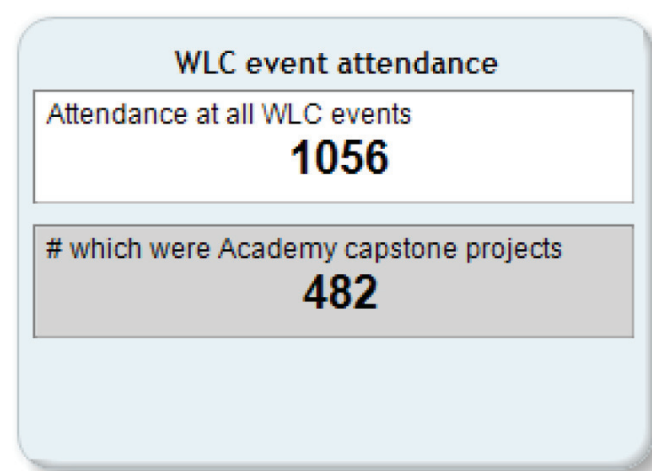 WLC event attendance
Attendance at all WLC events
1056
# which were Academy capstone projects
482